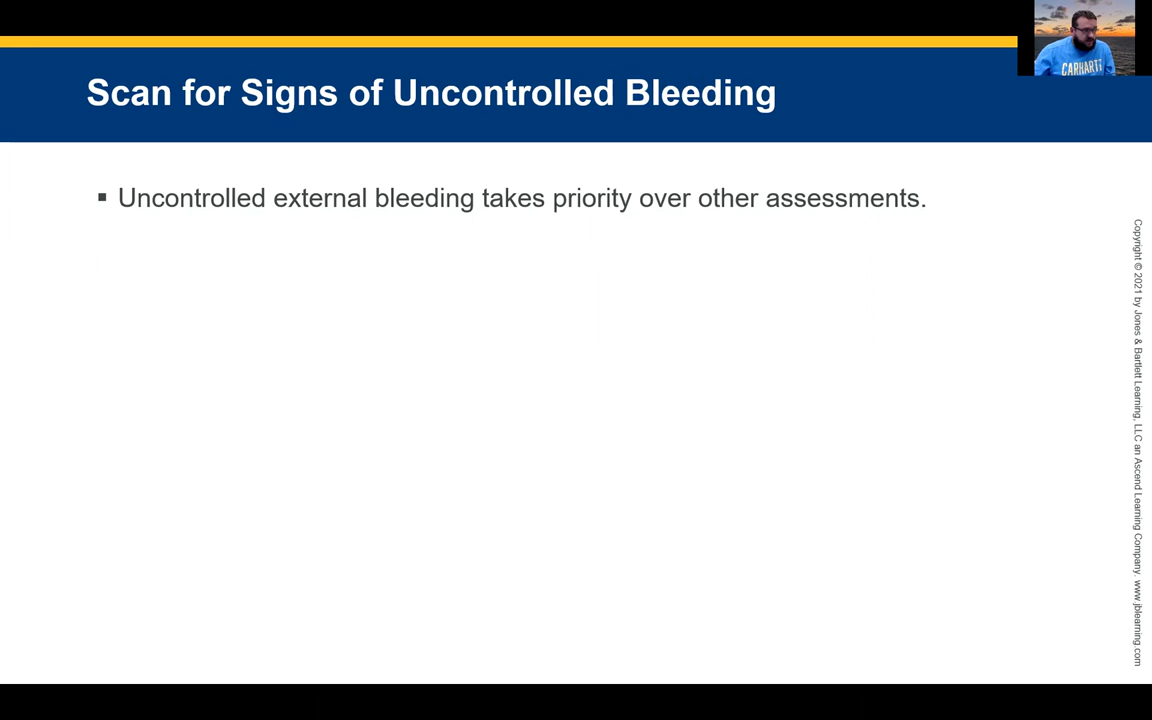 Scan for Signs of Uncontrolled Bleeding
▪ Uncontrolled external bleeding takes priority over other assessments.
Copyright © 2021 by Jones & Bartlett Learning, LLC an Ascend Learning Company. www.jblearning.com
CARHARTT